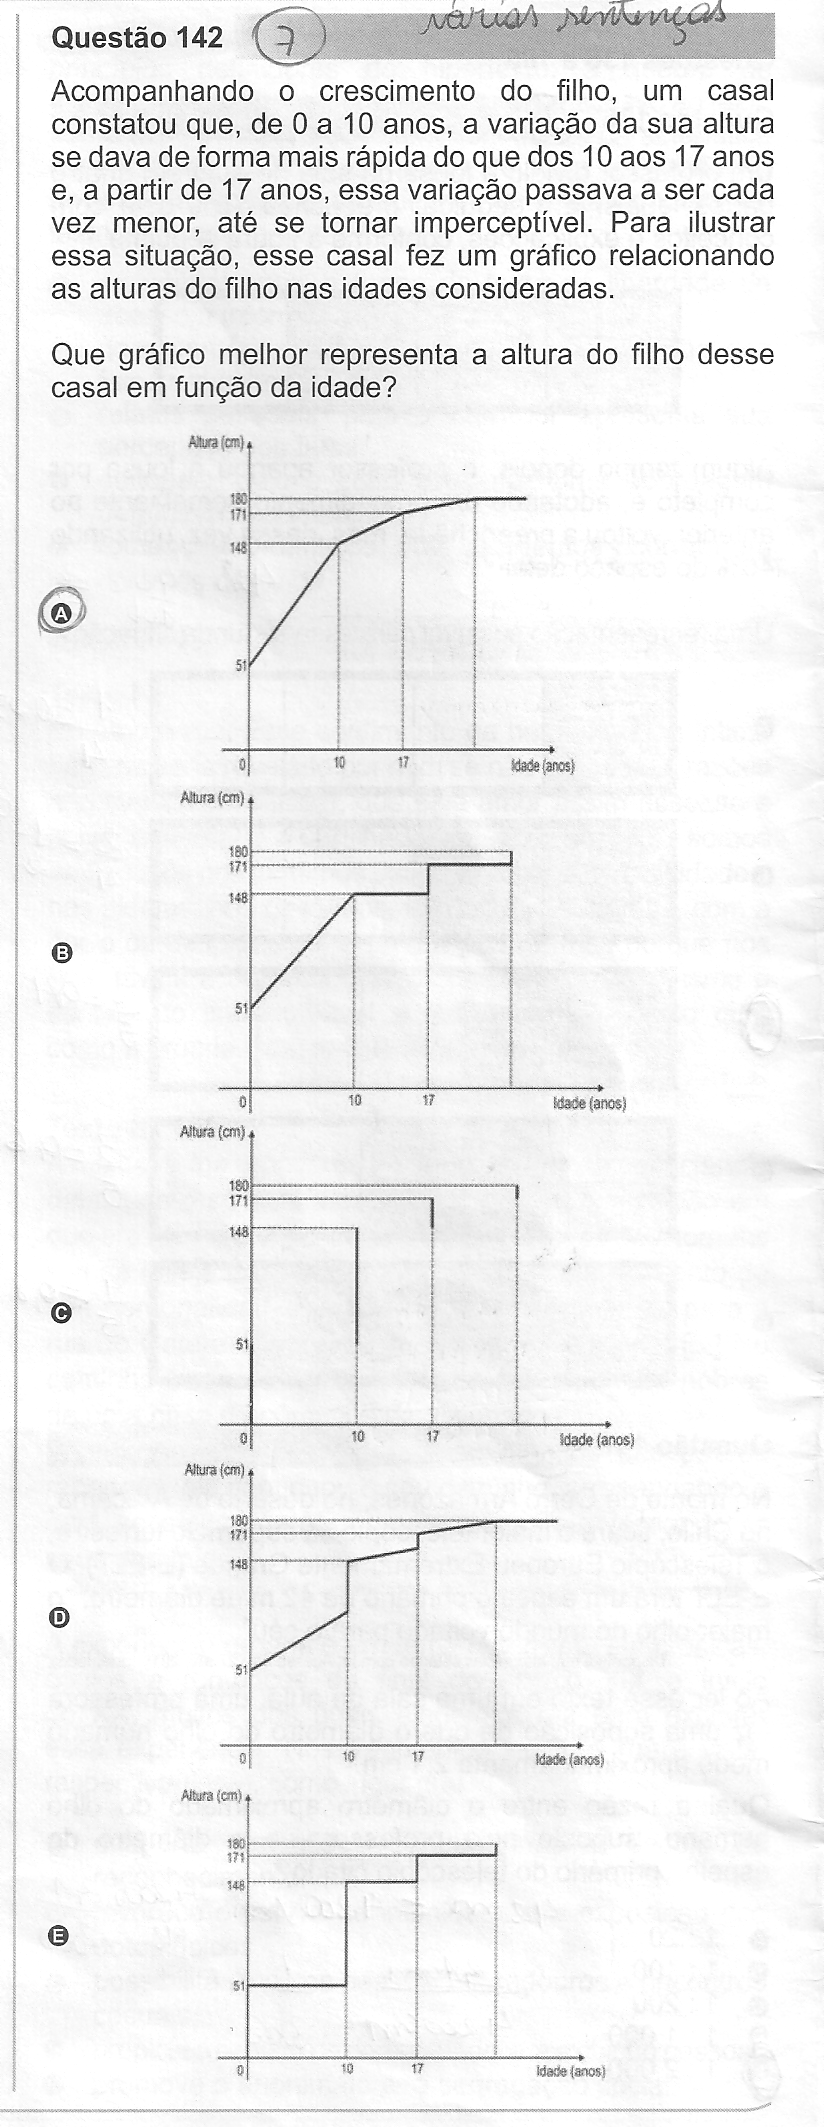 várias sentenças
Questão 142 7
Acompanhando o crescimento do filho, um casal
constatou que, de 0 a 10 anos, a variação da sua altura
se dava de forma mais rápida do que dos 10 aos 17 anos
e, a partir de 17 anos, essa variação passava a ser cada
vez menor, até se tornar imperceptível. Para ilustrar
essa situação, esse casal fez um gráfico relacionando
as alturas do filho nas idades consideradas.
Que gráfico melhor representa a altura do filho desse
casal em função da idade?
Altura (cm)
180
171
148
A
51
0 10 17 Idade (anos)
Altura (cm)
180
171
148
B
51
0 10 17 Idade (anos)
Altura (cm)
180
171
148
C
51
0 10 17 Idade (anos)
Altura (cm)
180
171
148
D
51
0 10 17 Idade (anos)
Altura (cm)
180
171
148
E
51
0 10 17 Idade (anos)